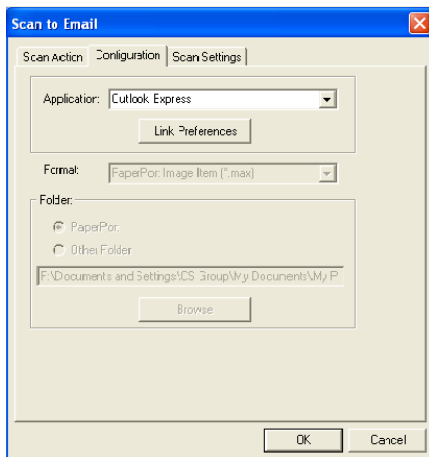 Scan to Email
Scan Action Configuration Scan Settings
Application: Outlook Express
Link Preferences
Format: PaperPort Image Item (*.max)
Folder:
PaperPort
Other Folder
F:\Documents and Settings\CS Group\My Documents\My P
Browse
OK Cancel